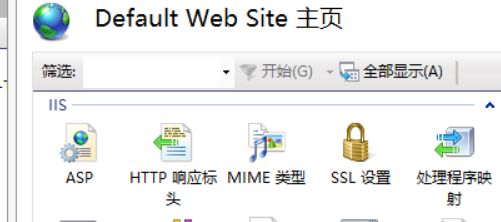 Default Web Site 主页
筛选: 开始(G) 全部显示(A)
IIS
ASP HTTP 响应标头 MIME 类型 SSL 设置 处理程序映射